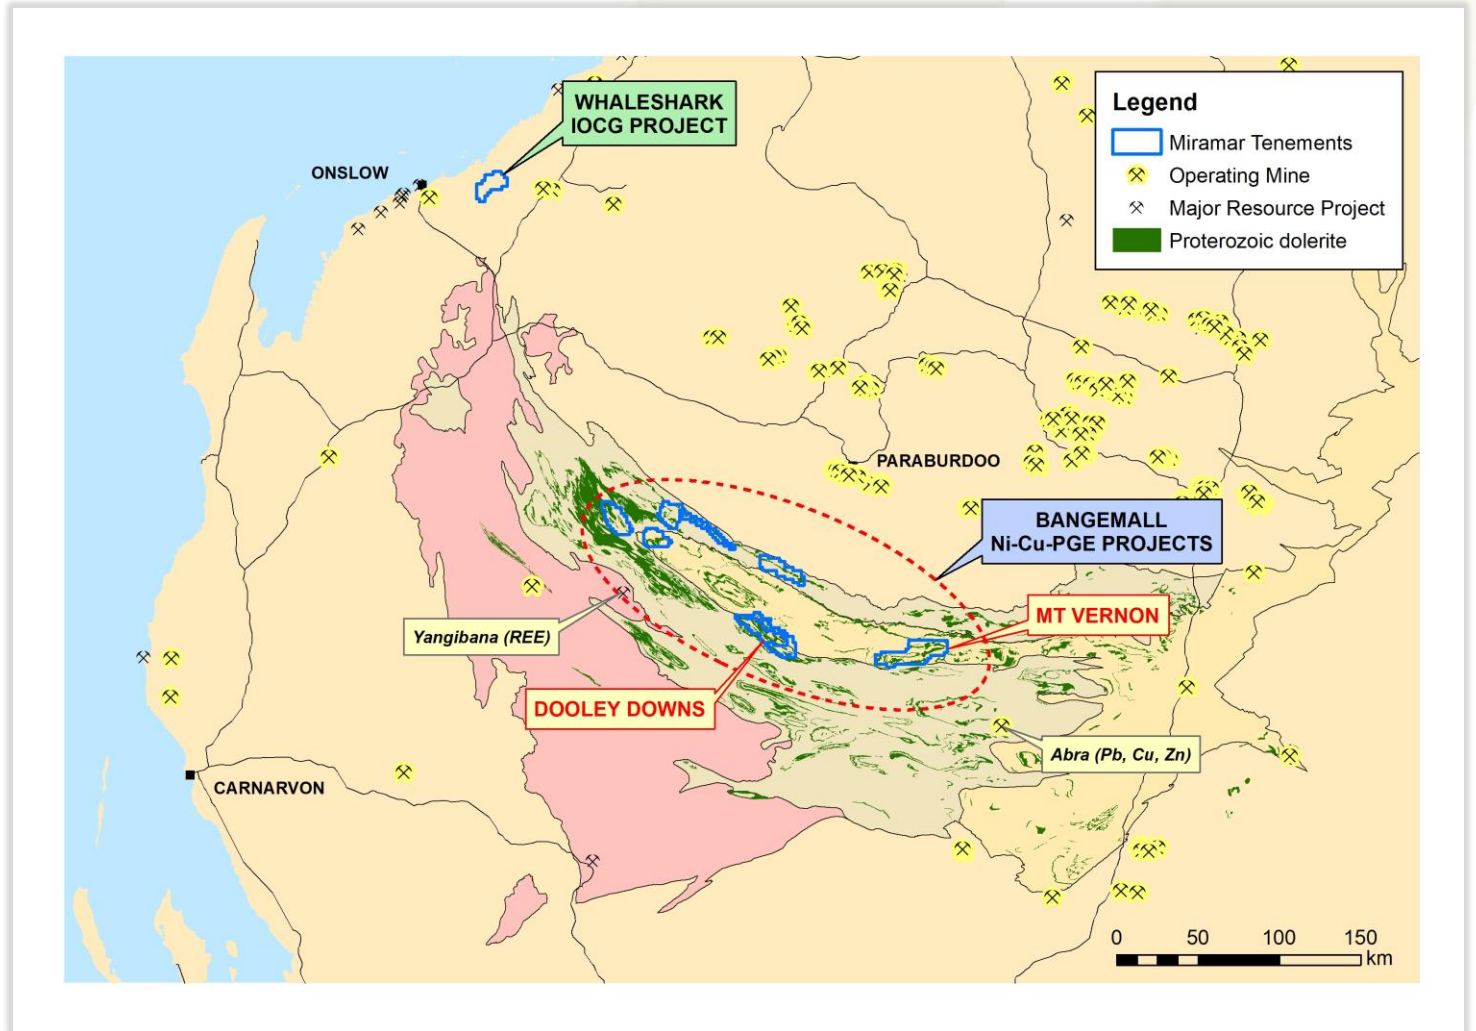 WHALESHARK
IOCG PROJECT
Legend
Miramar Tenements
Operating Mine
Major Resource Project
Proterozoic dolerite
ONSLOW
PARABURDOO
BANGEMALL
Ni-Cu-PGE PROJECTS
MT VERNON
Yangibana (REE)
DOOLEY DOWNS
Abra (Pb, Cu, Zn)
CARNARVON
0 50 100 150
km